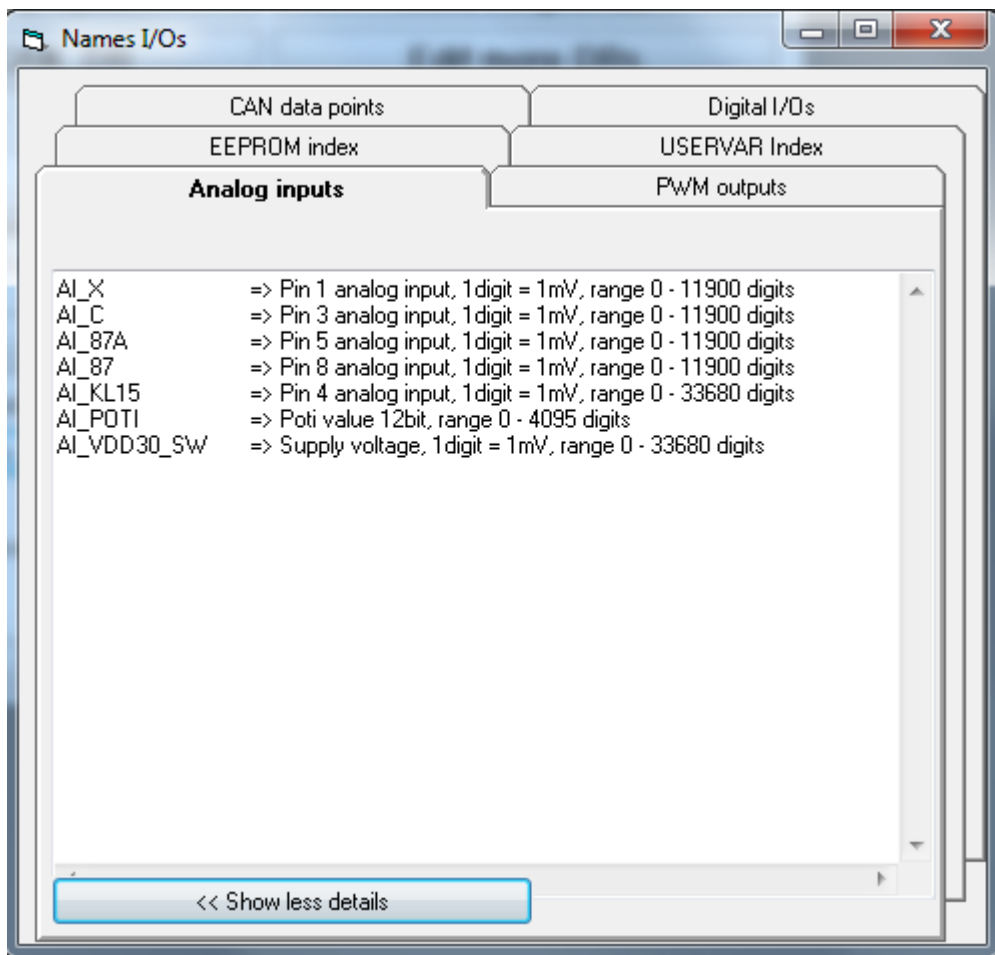 Names I/Os
CAN data points
Digital I/Os
EEPROM index
USERVAR Index
Analog inputs
PWM outputs
AI_X => Pin 1 analog input, 1digit = 1mV, range 0 - 11900 digits
AI_C => Pin 3 analog input, 1digit = 1mV, range 0 - 11900 digits
AI_87A => Pin 5 analog input, 1digit = 1mV, range 0 - 11900 digits
AI_87 => Pin 8 analog input, 1digit = 1mV, range 0 - 11900 digits
AI_KL15 => Pin 4 analog input, 1digit = 1mV, range 0 - 33680 digits
AI_POTI => Poti value 12bit, range 0 - 4095 digits
AI_VDD30_SW => Supply voltage, 1digit = 1mV, range 0 - 33680 digits
<< Show less details